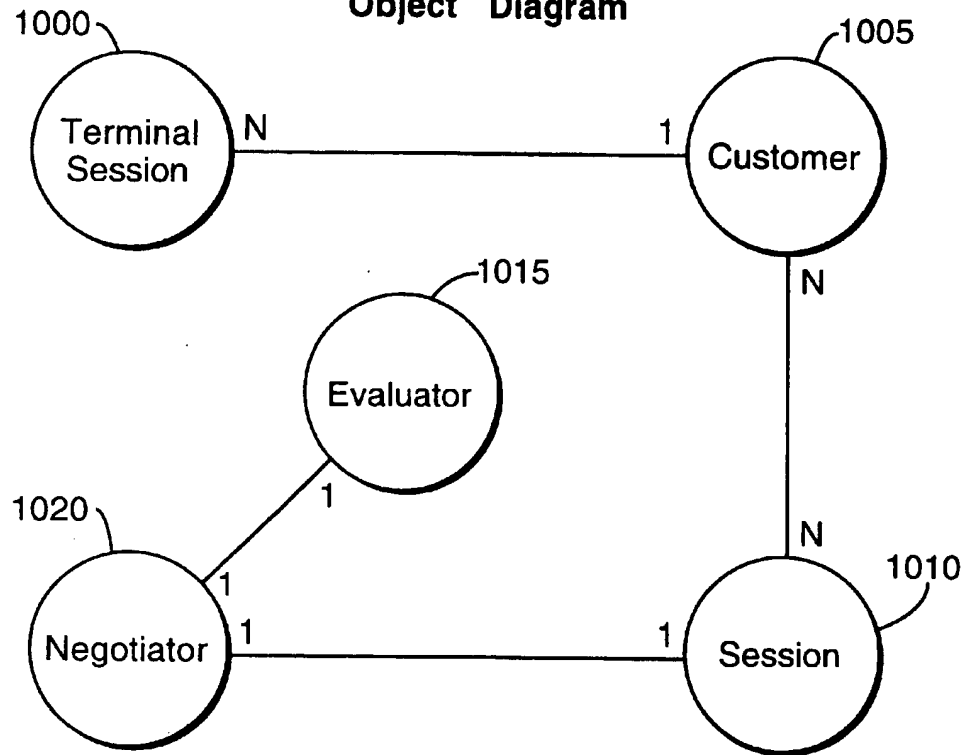 Object Diagram
1000
1005
Terminal
Session
N
1
Customer
N
1015
Evaluator
1
1020
1
N
1010
Negotiator
1
1
Session